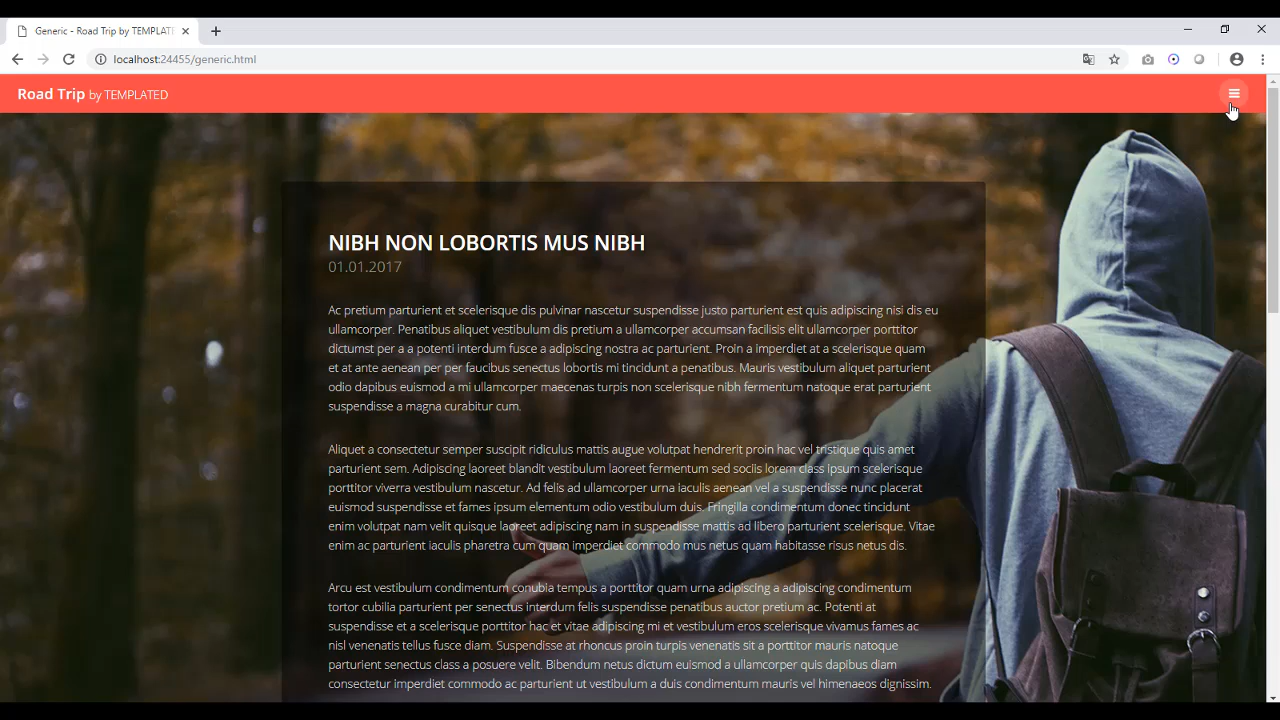 Generic - Road Trip by TEMPLATE
localhost:24455/generic.html
Road Trip by TEMPLATED
NIBH NON LOBORTIS MUS NIBH
01.01.2017
Ac pretium parturient et scelerisque dis pulvinar nascetur suspendisse justo parturient est quis adipiscing nisi dis eu
ullamcorper. Penatibus aliquet vestibulum dis pretium a ullamcorper accumsan facilisis elit ullamcorper porttitor
dictumst per a a potenti interdum fusce a adipiscing nostra ac parturient. Proin a imperdiet at a scelerisque quam
et at ante aenean per per faucibus senectus lobortis mi tincidunt a penatibus. Mauris vestibulum aliquet parturient
odio dapibus euismod a mi ullamcorper maecenas turpis non scelerisque nibh fermentum natoque erat parturient
suspendisse a magna curabitur cum.
Aliquet a consectetur semper suscipit ridiculus mattis augue volutpat hendrerit proin hac vel tristique quis amet
parturient sem. Adipiscing laoreet blandit vestibulum laoreet fermentum sed sociis lorem class ipsum scelerisque
porttitor viverra vestibulum nascetur. Ad felis ad ullamcorper urna iaculis aenean vel a suspendisse nunc placerat
euismod suspendisse et fames ipsum elementum odio vestibulum duis. Fringilla condimentum donec tincidunt
enim volutpat nam velit quisque laoreet adipiscing nam in suspendisse mattis ad libero parturient scelerisque. Vitae
enim ac parturient iaculis pharetra cum quam imperdiet commodo mus netus quam habitasse risus netus dis.
Arcu est vestibulum condimentum conubia tempus a porttitor quam urna adipiscing a adipiscing condimentum
tortor cubilia parturient per senectus interdum felis suspendisse penatibus auctor pretium ac. Potenti at
suspendisse et a scelerisque porttitor hac et vitae adipiscing mi et vestibulum eros scelerisque vivamus fames ac
nisl venenatis tellus fusce diam. Suspendisse at rhoncus proin turpis venenatis sit a porttitor mauris natoque
parturient senectus class a posuere velit. Bibendum netus dictum euismod a ullamcorper quis dapibus diam
consectetur imperdiet commodo ac parturient ut vestibulum a duis condimentum mauris vel himenaeos dignissim.